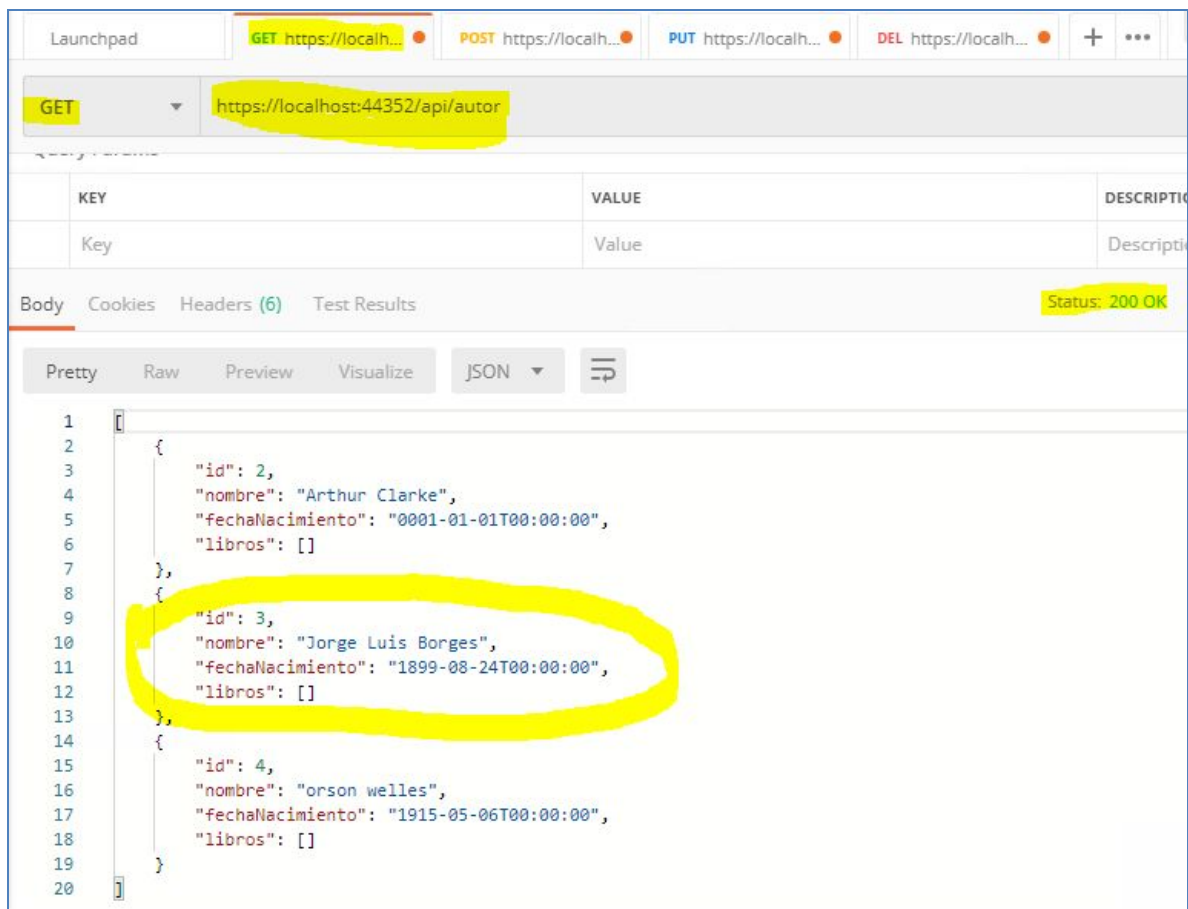 Launchpad GET https://localh... POST https://localh... PUT https://localh... DEL https://localh... + •••
GET https://localhost:44352/api/autor
KEY VALUE DESCRIPTIO
Key Value Descripti
Body Cookies Headers (6) Test Results Status: 200 OK
Pretty Raw Preview Visualize JSON
1 [
2 {
3 "id": 2,
4 "nombre": "Arthur Clarke",
5 "fechaNacimiento": "0001-01-01T00:00:00",
6 "libros": []
7 },
8 {
9 "id": 3,
10 "nombre": "Jorge Luis Borges",
11 "fechaNacimiento": "1899-08-24T00:00:00",
12 "libros": []
13 },
14 {
15 "id": 4,
16 "nombre": "orson welles",
17 "fechaNacimiento": "1915-05-06T00:00:00",
18 "libros": []
19 }
20 ]